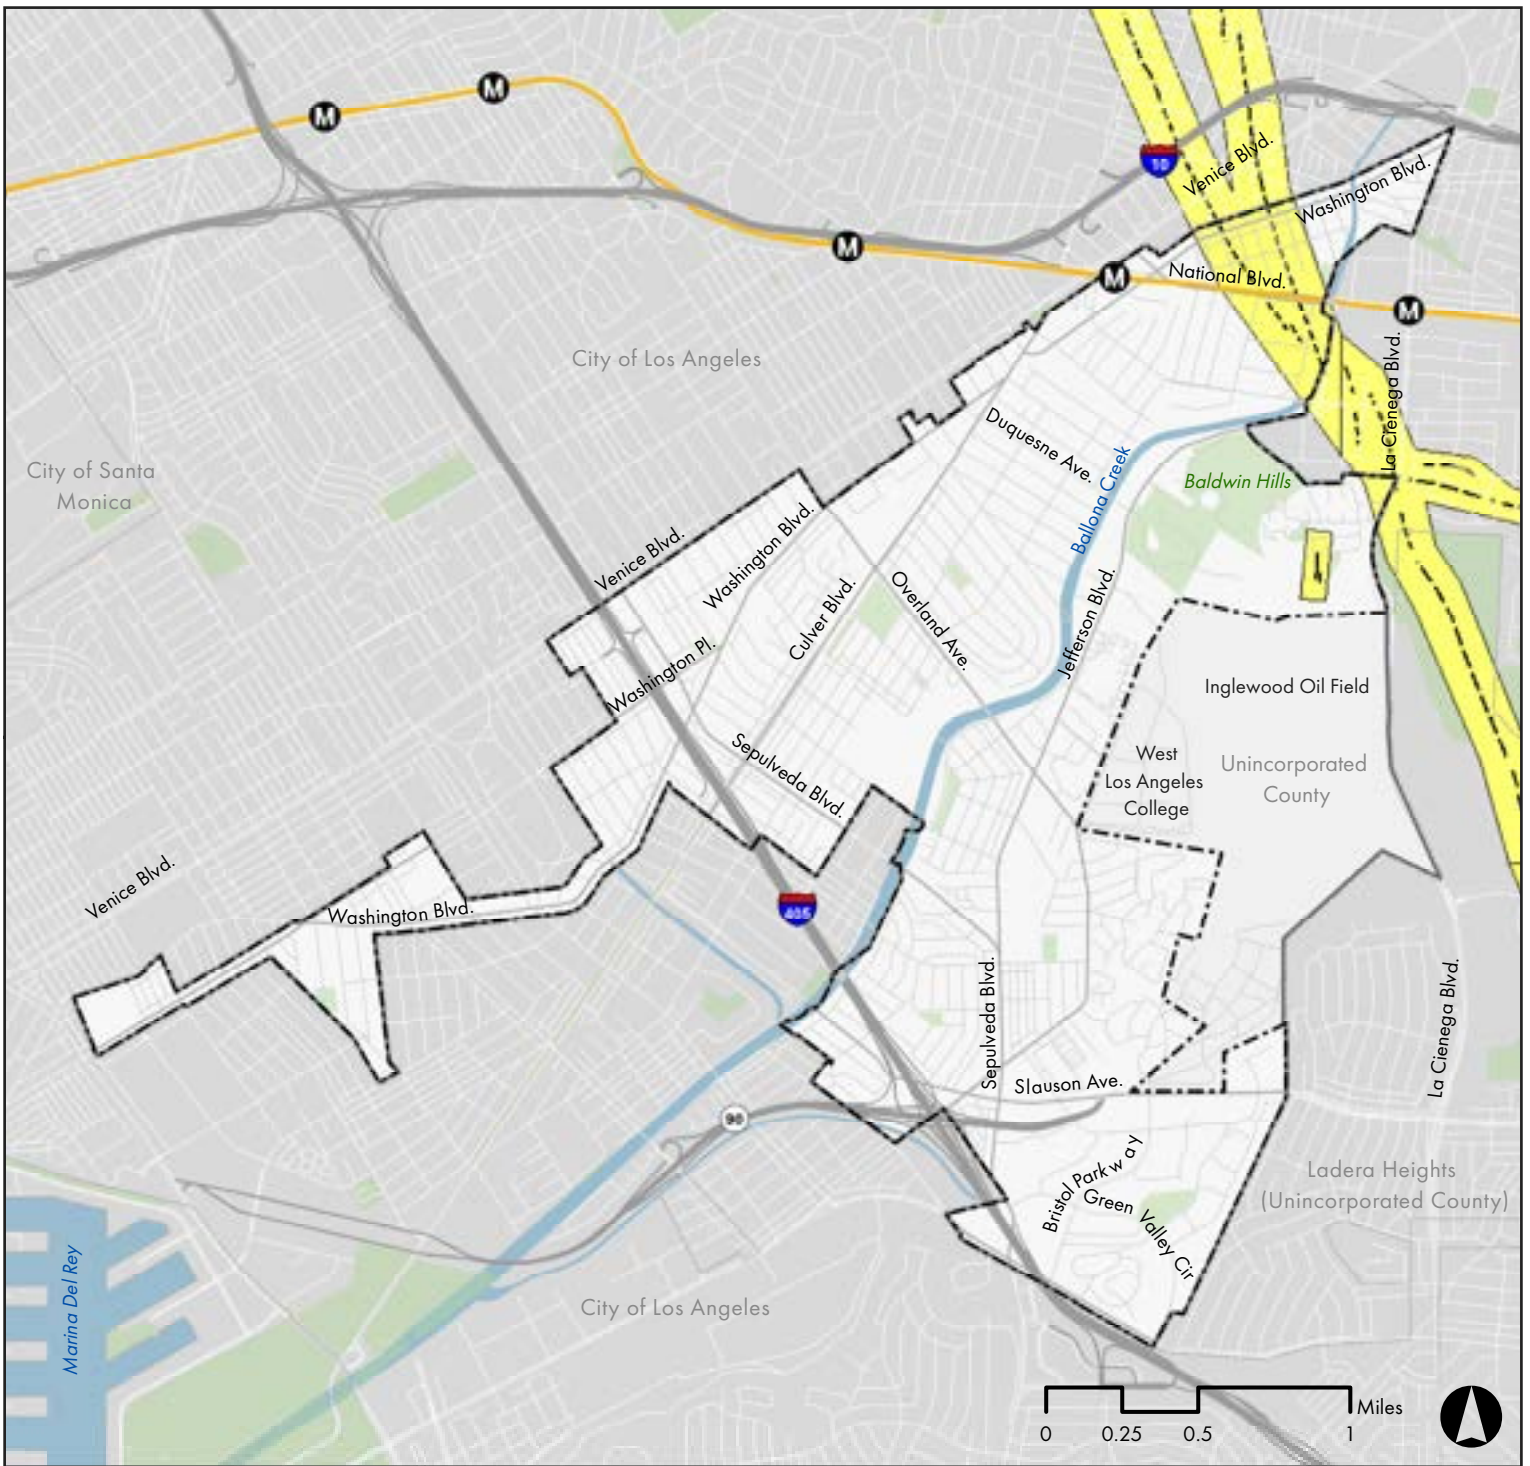 M
M
10
Venice Blvd.
Washington Blvd.
M
M
National Blvd.
M
City of Los Angeles
La Cienega Blvd.
Duquesne Ave.
City of Santa
Monica
Ballona Creek
Baldwin Hills
Venice Blvd.
Washington Blvd.
Culver Blvd.
Overland Ave.
Jefferson Blvd.
Washington Pl.
Inglewood Oil Field
Sepulveda Blvd.
West
Los Angeles
College
Unincorporated
County
Venice Blvd.
Washington Blvd.
405
Sepulveda Blvd.
La Cienega Blvd.
Slauson Ave.
90
Bristol Parkway
Green Valley Cir
Ladera Heights
(Unincorporated County)
Marina Del Rey
City of Los Angeles
Miles
0 0.25 0.5 1